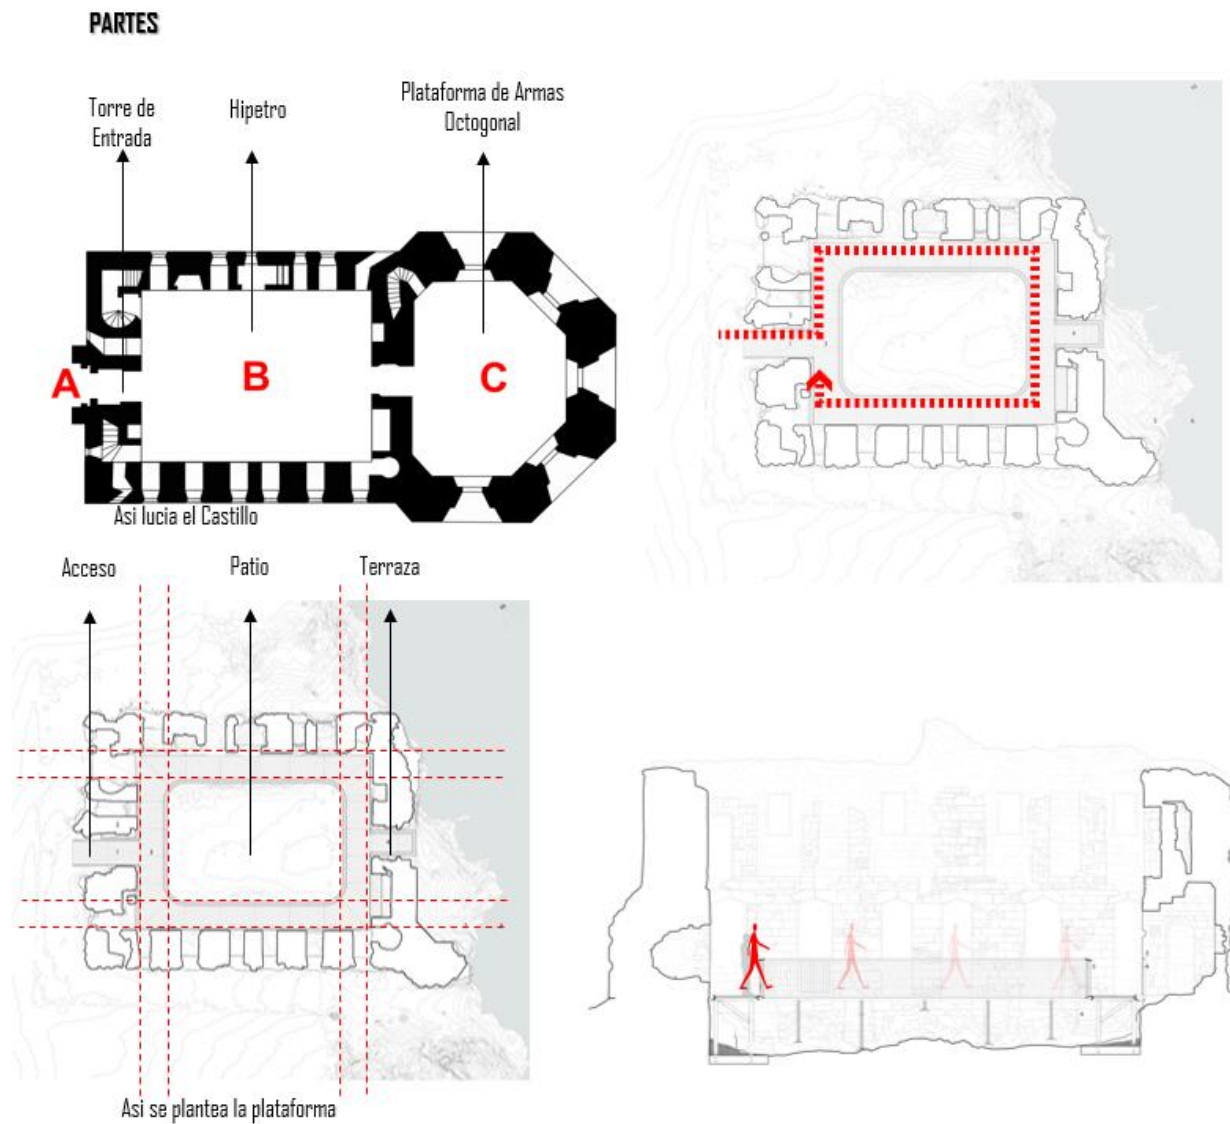 PARTES
Torre de
Entrada
Hipetro
Plataforma de Armas
Octogonal
A
B
C
Asi lucia el Castillo
Acceso
Patio
Terraza
Asi se plantea la plataforma